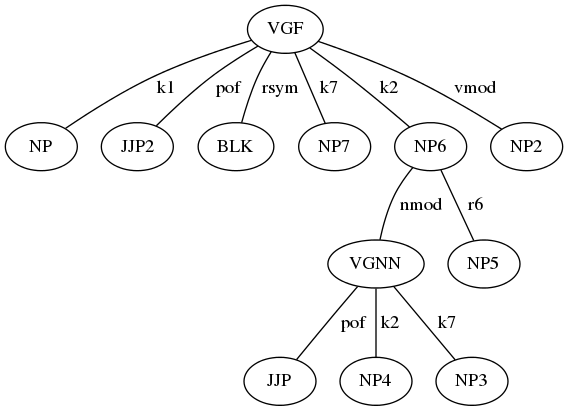 VGF
k1 pof rsym k7 k2 vmod
NP JJP2 BLK NP7 NP6 NP2
nmod r6
VGNN NP5
pof k2 k7
JJP NP4 NP3